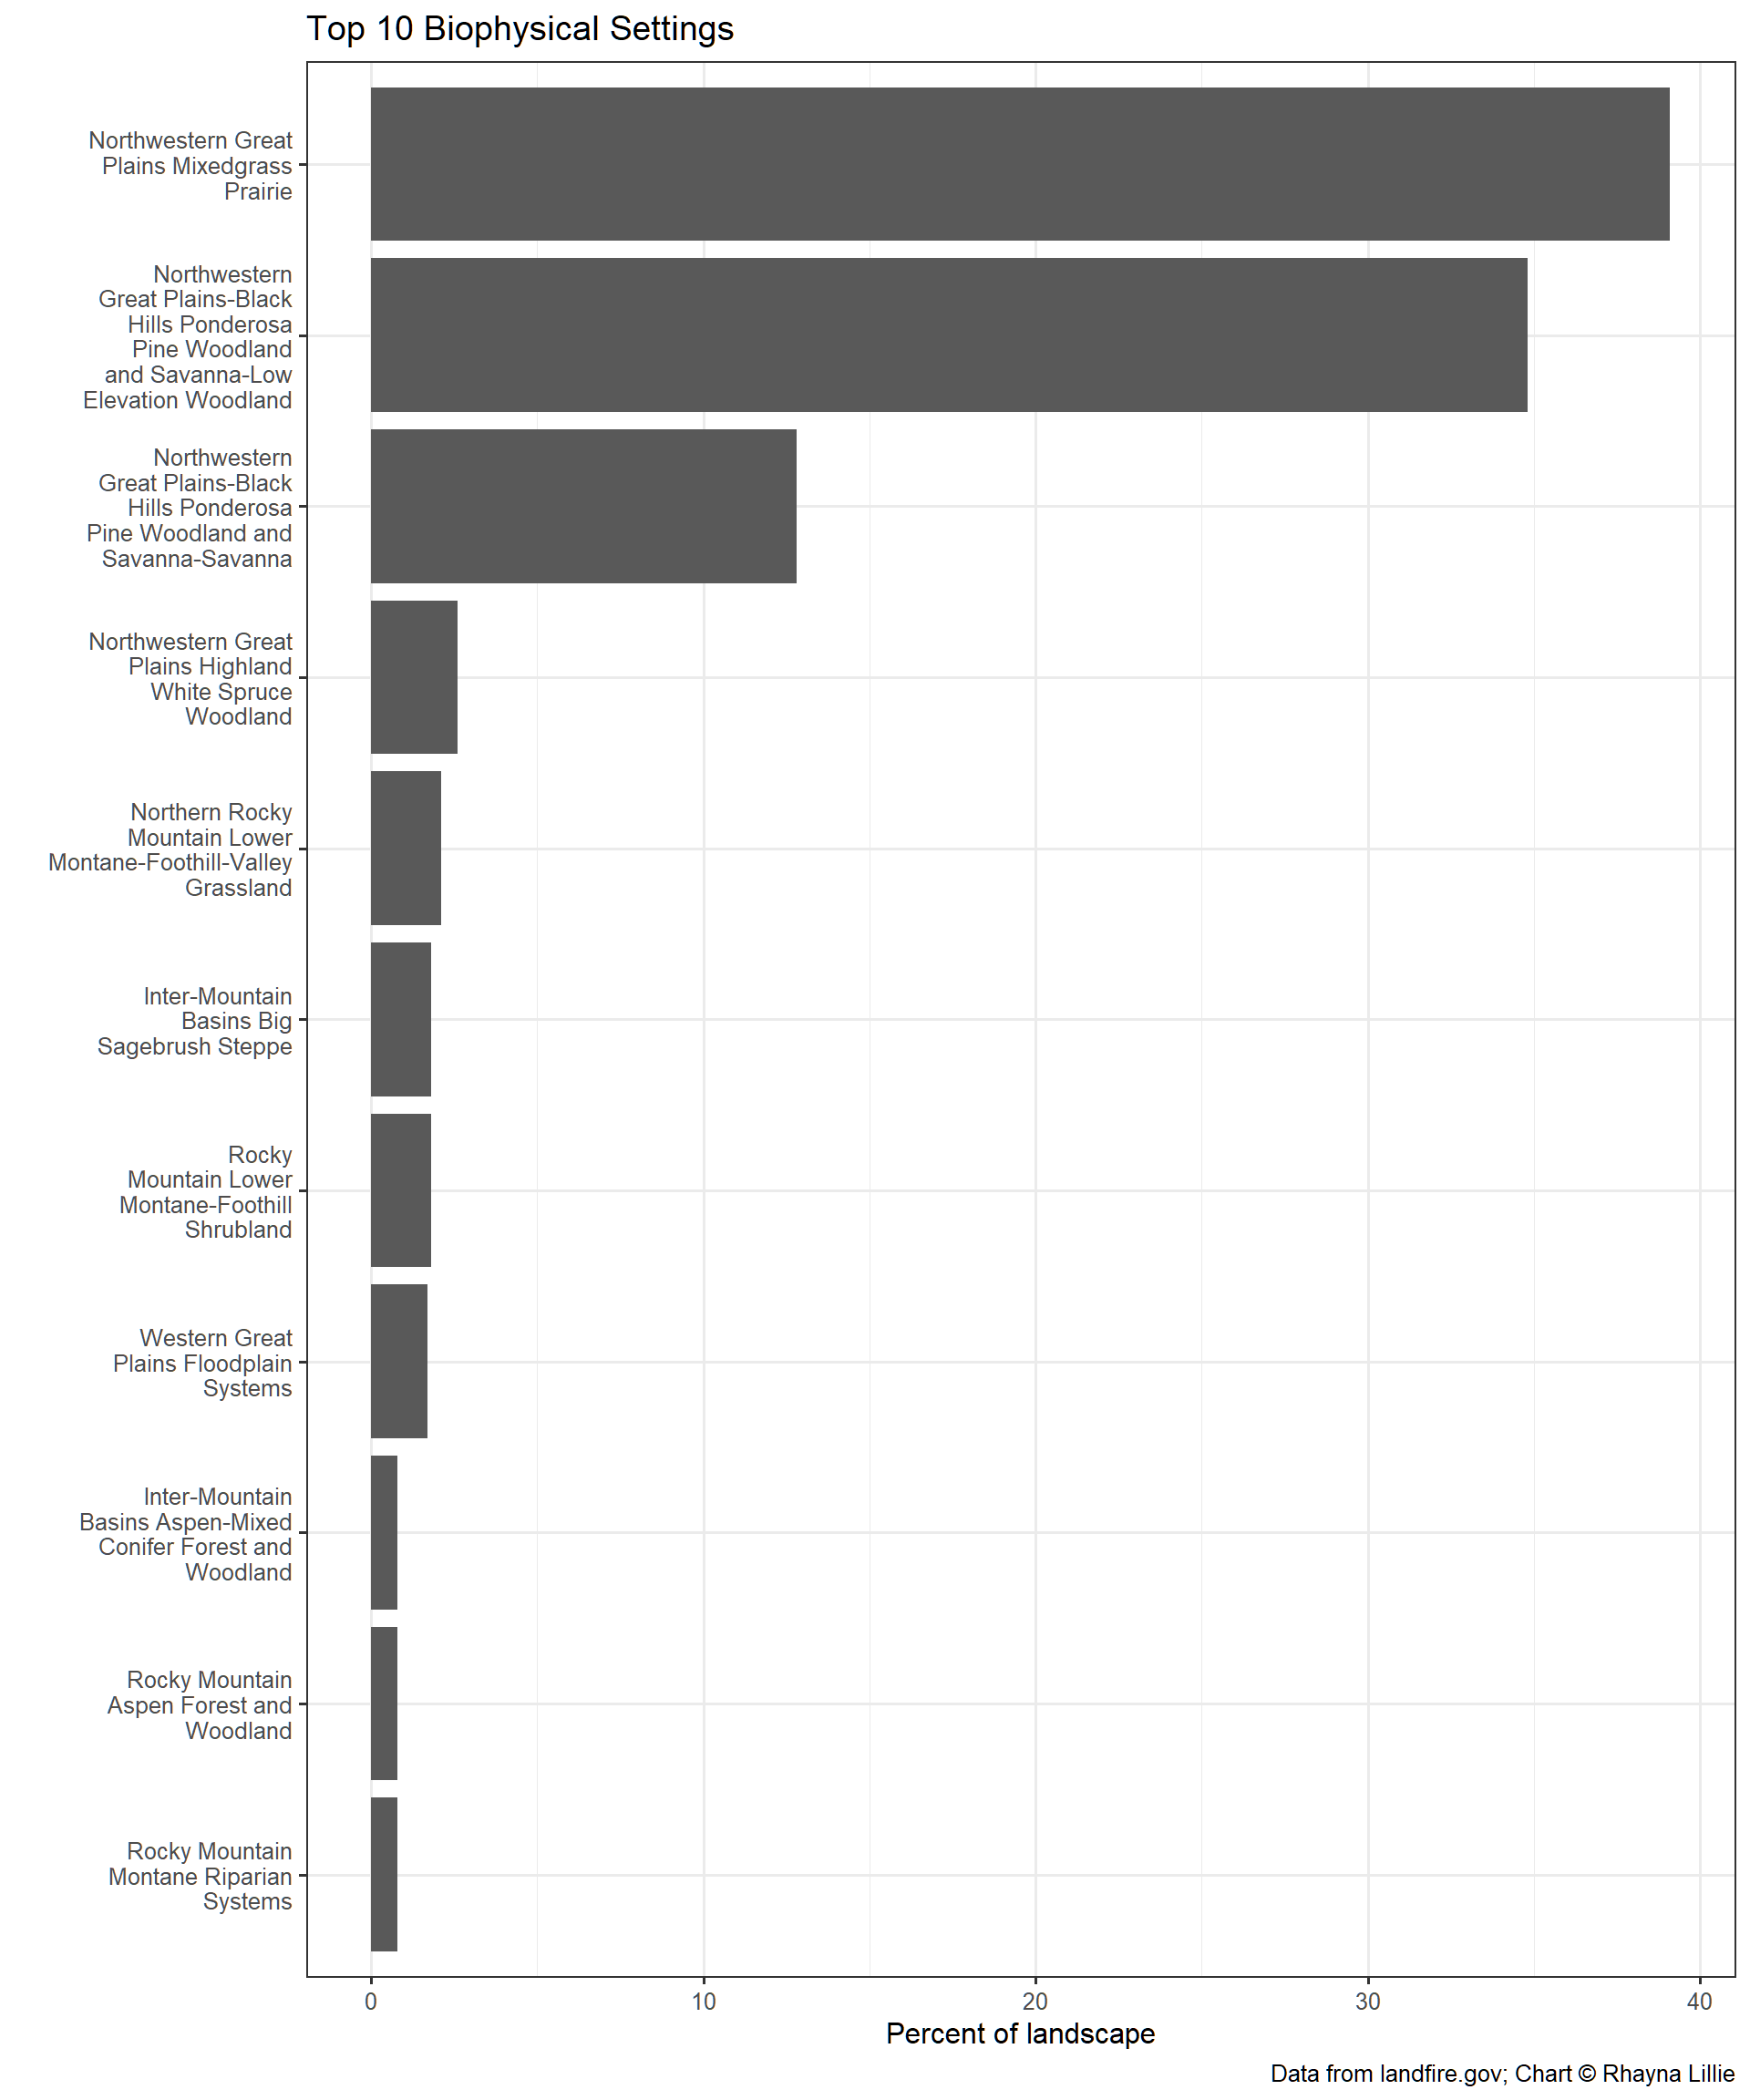 Top 10 Biophysical Settings
Northwestern Great
Plains Mixedgrass
Prairie
Northwestern
Great Plains-Black
Hills Ponderosa
Pine Woodland
and Savanna-Low
Elevation Woodland
Northwestern
Great Plains-Black
Hills Ponderosa
Pine Woodland and
Savanna-Savanna
Northwestern Great
Plains Highland
White Spruce
Woodland
Northern Rocky
Mountain Lower
Montane-Foothill-Valley
Grassland
Inter-Mountain
Basins Big
Sagebrush Steppe
Rocky
Mountain Lower
Montane-Foothill
Shrubland
Western Great
Plains Floodplain
Systems
Inter-Mountain
Basins Aspen-Mixed
Conifer Forest and
Woodland
Rocky Mountain
Aspen Forest and
Woodland
Rocky Mountain
Montane Riparian
Systems
0 10 20 30 40
Percent of landscape
Data from landfire.gov; Chart © Rhayna Lillie